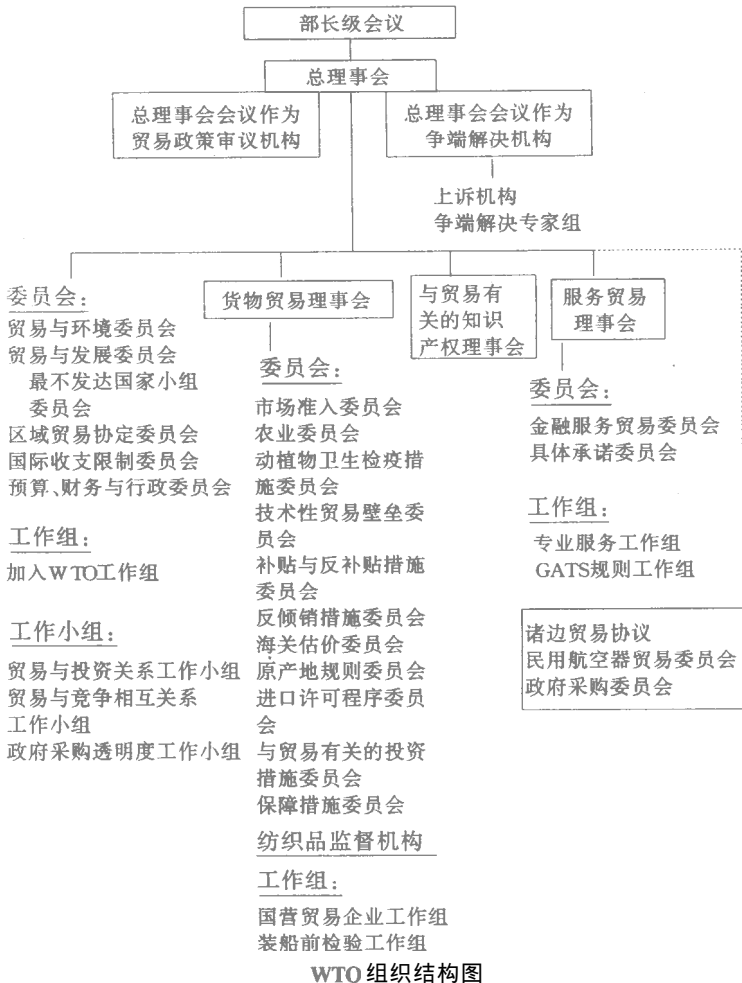 部长级会议
总理事会
总理事会会议作为
贸易政策审议机构
总理事会会议作为
争端解决机构
上诉机构
争端解决专家组
委员会：
贸易与环境委员会
贸易与发展委员会
最不发达国家小组
委员会
区域贸易协定委员会
国际收支限制委员会
预算、财务与行政委员会
工作组：
加入WTO工作组
工作小组：
贸易与投资关系工作小组
贸易与竞争相互关系
工作小组
政府采购透明度工作小组
货物贸易理事会
委员会：
市场准入委员会
农业委员会
动植物卫生检疫措
施委员会
技术性贸易壁垒委
员会
补贴与反补贴措施
委员会
反倾销措施委员会
海关估价委员会
原产地规则委员会
进口许可程序委员
会
与贸易有关的投资
措施委员会
保障措施委员会
纺织品监督机构
工作组：
国营贸易企业工作组
装船前检验工作组
与贸易有
关的知识
产权理事会
服务贸易
理事会
委员会：
金融服务贸易委员会
具体承诺委员会
工作组：
专业服务工作组
GATS规则工作组
诸边贸易协议
民用航空器贸易委员会
政府采购委员会
WTO组织结构图